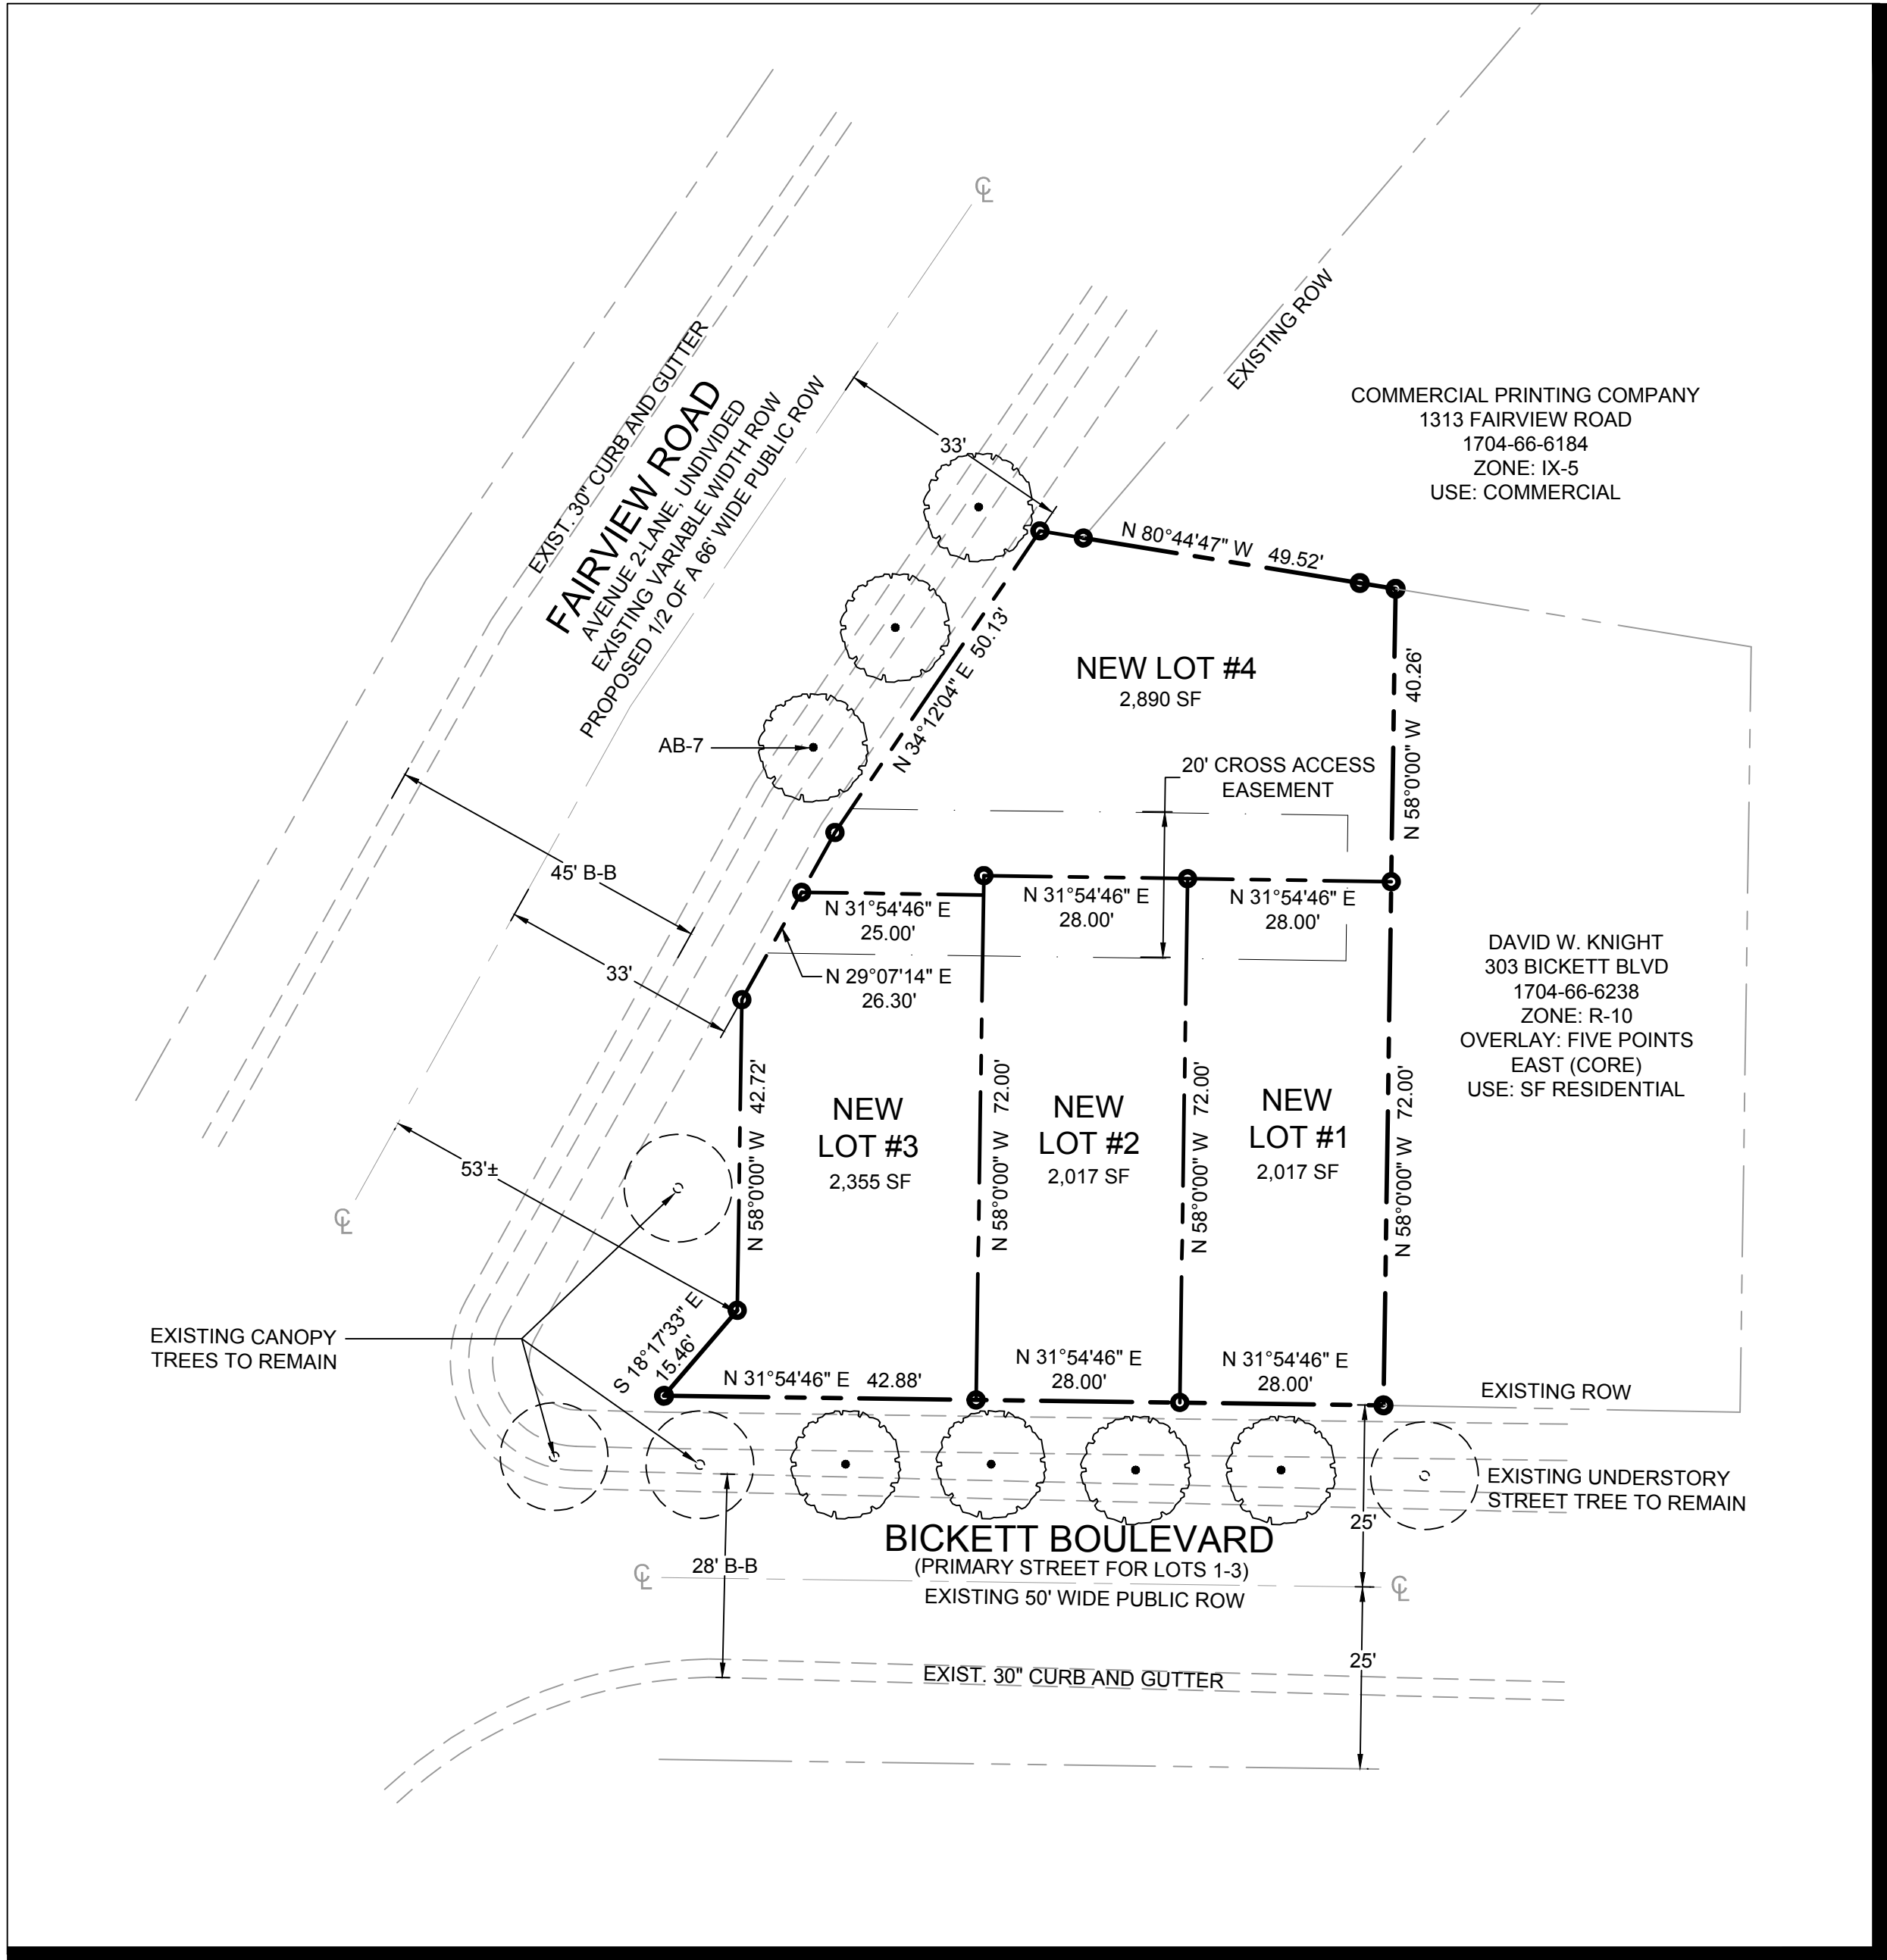 ℄
EXISTING ROW
EXIST. 30" CURB AND GUTTER
FAIRVIEW ROAD
AVENUE 2-LANE, UNDIVIDED
EXISTING VARIABLE WIDTH ROW
PROPOSED 1/2 OF A 66' WIDE PUBLIC ROW
33'
COMMERCIAL PRINTING COMPANY
1313 FAIRVIEW ROAD
1704-66-6184
ZONE: IX-5
USE: COMMERCIAL
N 80°44'47" W 49.52'
N 34°12'04" E 50.13'
NEW LOT #4
2,890 SF
N 58°0'00" W 40.26'
AB-7
20' CROSS ACCESS
EASEMENT
45' B-B
33'
N 31°54'46" E
25.00'
N 31°54'46" E
28.00'
N 31°54'46" E
28.00'
N 29°07'14" E
26.30'
DAVID W. KNIGHT
303 BICKETT BLVD
1704-66-6238
ZONE: R-10
OVERLAY: FIVE POINTS
EAST (CORE)
USE: SF RESIDENTIAL
N 58°0'00" W 42.72'
NEW
LOT #3
2,355 SF
N 58°0'00" W 72.00'
NEW
LOT #2
2,017 SF
N 58°0'00" W 72.00'
NEW
LOT #1
2,017 SF
N 58°0'00" W 72.00'
53'±
℄
EXISTING CANOPY
TREES TO REMAIN
S 18°17'33" E
15.46'
N 31°54'46" E 42.88'
N 31°54'46" E
28.00'
N 31°54'46" E
28.00'
EXISTING ROW
EXISTING UNDERSTORY
STREET TREE TO REMAIN
25'
BICKETT BOULEVARD
(PRIMARY STREET FOR LOTS 1-3)
28' B-B
℄
℄
EXISTING 50' WIDE PUBLIC ROW
25'
EXIST. 30" CURB AND GUTTER